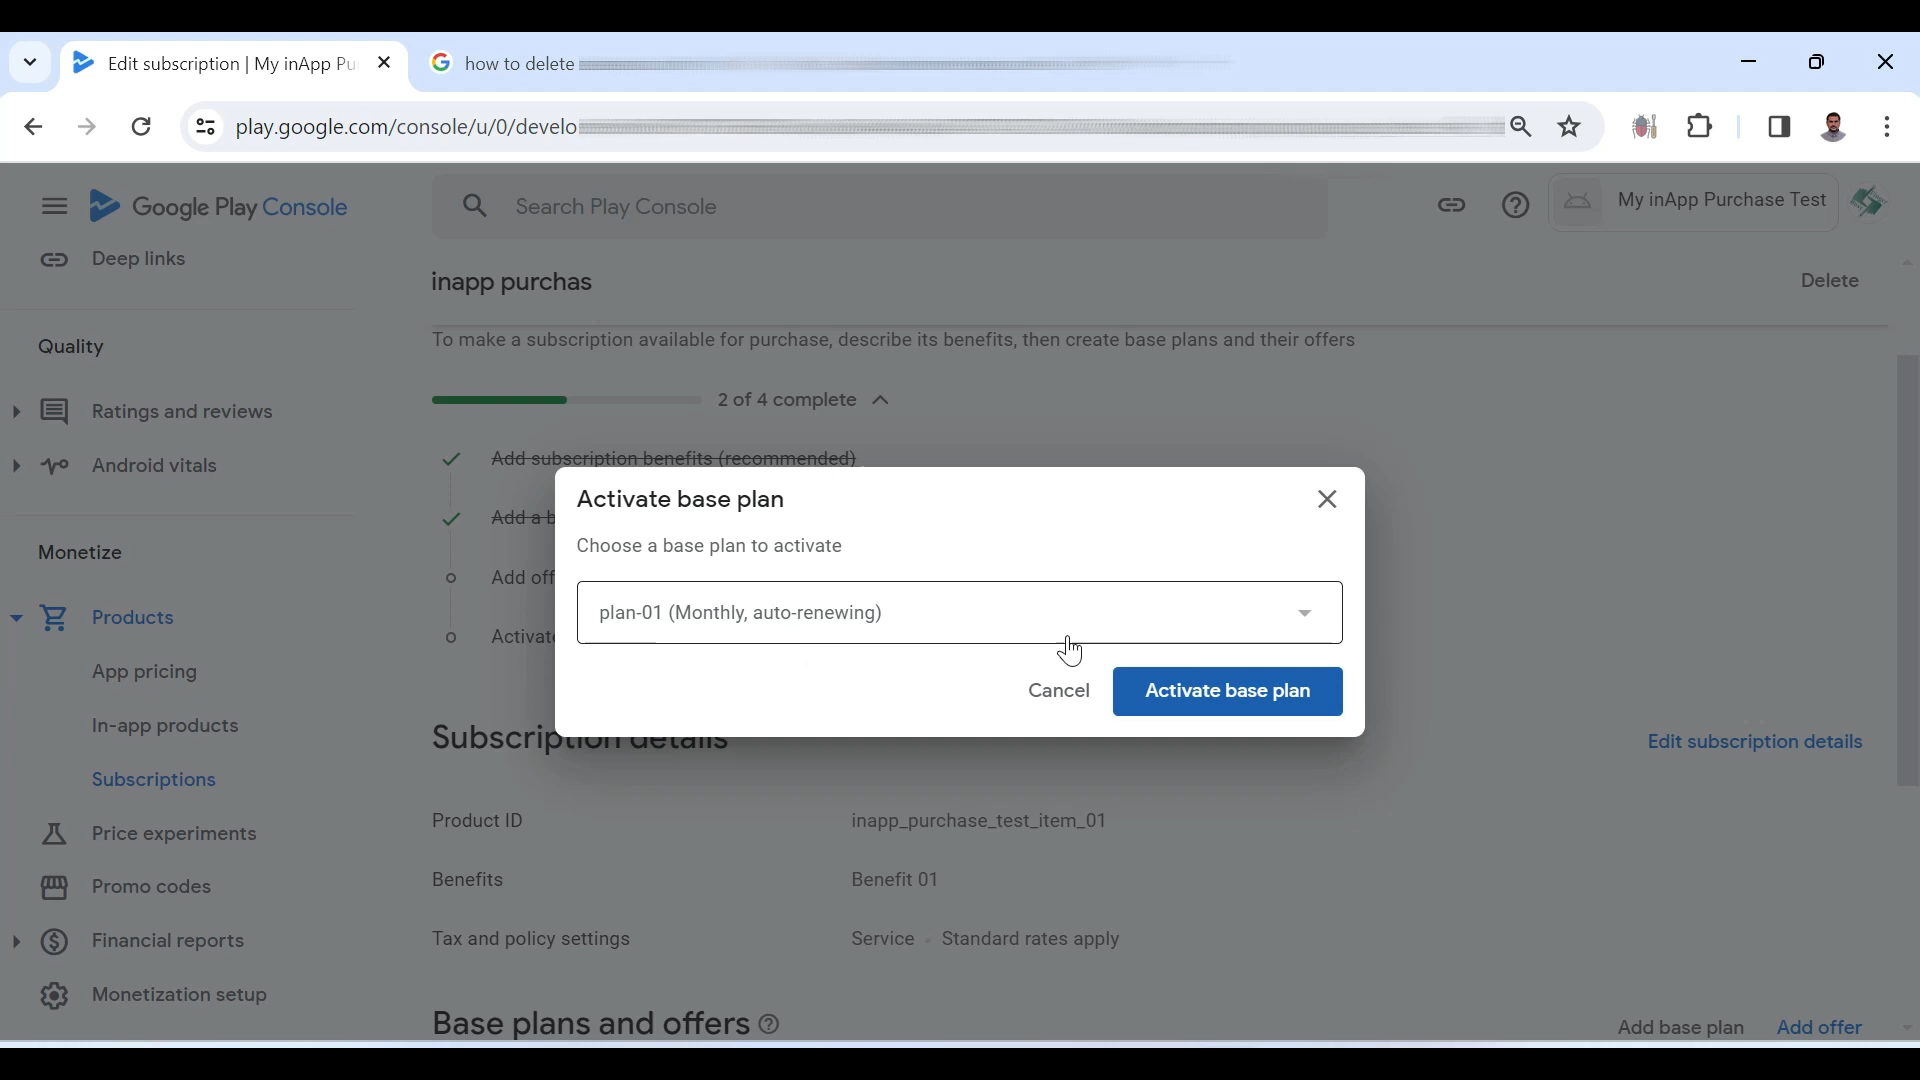 Edit subscription | My inApp Pu
how to delete
play.google.com/console/u/0/develo
Google Play Console
Search Play Console
My inApp Purchase Test
Deep links
inapp purchas
Delete
Quality
To make a subscription available for purchase, describe its benefits, then create base plans and their offers
Ratings and reviews
2 of 4 complete
Android vitals
Add subscription benefits (recommended)
Add a b
Add off
Activate
Activate base plan
Choose a base plan to activate
plan-01 (Monthly, auto-renewing)
Cancel
Activate base plan
Monetize
Products
App pricing
In-app products
Subscriptions
Price experiments
Promo codes
Financial reports
Monetization setup
Subscription details
Edit subscription details
Product ID
inapp_purchase_test_item_01
Benefits
Benefit 01
Tax and policy settings
Service · Standard rates apply
Base plans and offers
Add base plan
Add offer